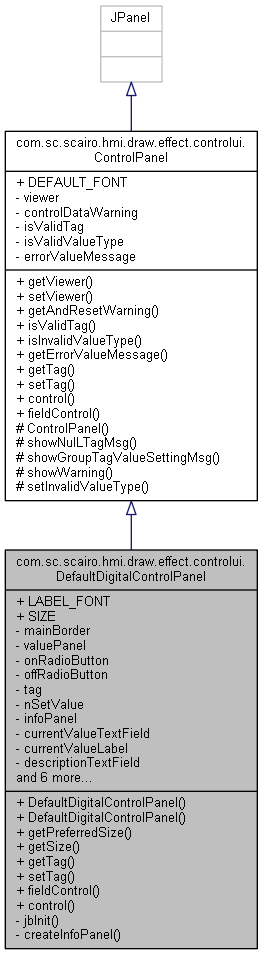 JPanel
com.sc.scairo.hmi.draw.effect.controlui.
ControlPanel
+ DEFAULT_FONT
- viewer
- controlDataWarning
- isValidTag
- isValidValueType
- errorValueMessage
+ getViewer()
+ setViewer()
+ getAndResetWarning()
+ isValidTag()
+ isInvalidValueType()
+ getErrorValueMessage()
+ getTag()
+ setTag()
+ control()
+ fieldControl()
# ControlPanel()
# showNulLTagMsg()
# showGroupTagValueSettingMsg()
# showWarning()
# setInvalidValueType()
com.sc.scairo.hmi.draw.effect.controlui.
DefaultDigitalControlPanel
+ LABEL_FONT
+ SIZE
- mainBorder
- valuePanel
- onRadioButton
- offRadioButton
- tag
- nSetValue
- infoPanel
- currentValueTextField
- currentValueLabel
- descriptionTextField
and 6 more...
+ DefaultDigitalControlPanel()
+ DefaultDigitalControlPanel()
+ getPreferredSize()
+ getSize()
+ getTag()
+ setTag()
+ fieldControl()
+ control()
- jbInit()
- createInfoPanel()